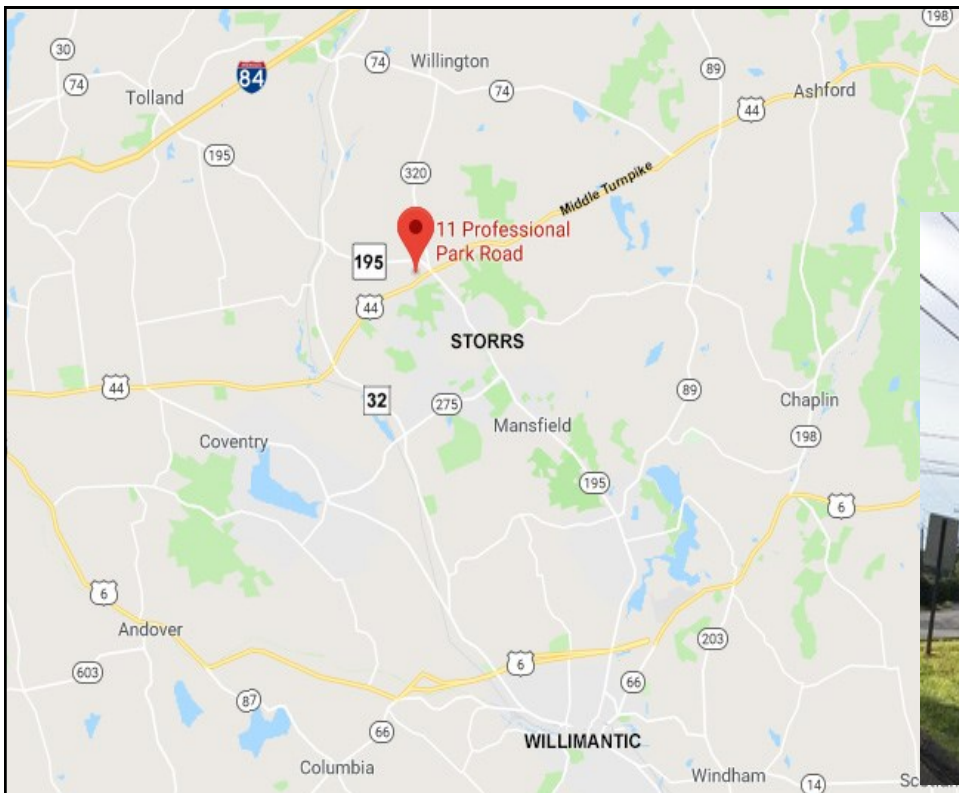 198
30
74
Willington
89
84
74
Tolland
74
Ashford
44
195
320
Middle Turnpike
11 Professional
Park Road
195
44
STORRS
44
32
275
89
Chaplin
Mansfield
Coventry
198
195
6
6
Andover
203
6
603
66
87
66
WILLIMANTIC
Columbia
Windham
14